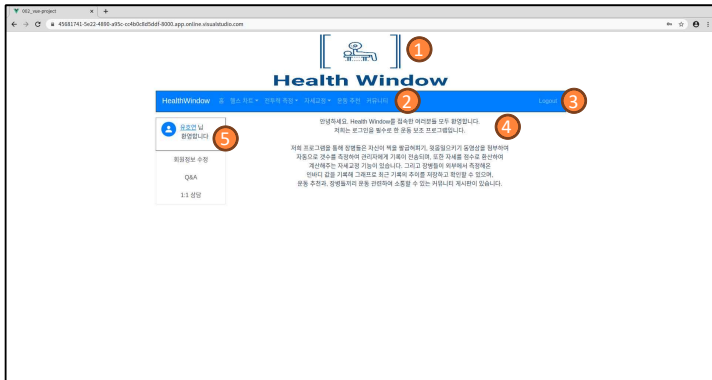 002_vue-project
45681741-5e22-4890-a95c-cc4b0c8d5ddf-8000.app.online.visualstudio.com
1
Health Window
HealthWindow 홈 헬스 차트 전투력 측정 자세교정 운동 추천 커뮤니티 2 Logout 3
님
환영합니다 5
회원정보 수정
Q&A
1:1 상담
안녕하세요. Health Window를 접속한 여러분들 모두 환영합니다. 4
저희는 로그인을 필수로 한 운동 보조 프로그램입니다.
저희 프로그램을 통해 장병들은 자신이 찍을 팔굽혀펴기, 윗몸일으키기 동영상을 첨부하여
자동으로 갯수를 측정하여 관리자에게 기록이 전송되며, 또한 자세를 점수로 환산하여
계산해주는 자세교정 기능이 있습니다. 그리고 장병들이 외부에서 측정해온
인바디 값을 기록해 그래프로 최근 기록의 추이를 저장하고 확인할 수 있으며,
운동 추천과, 장병들끼리 운동 관련하여 소통할 수 있는 커뮤니티 게시판이 있습니다.